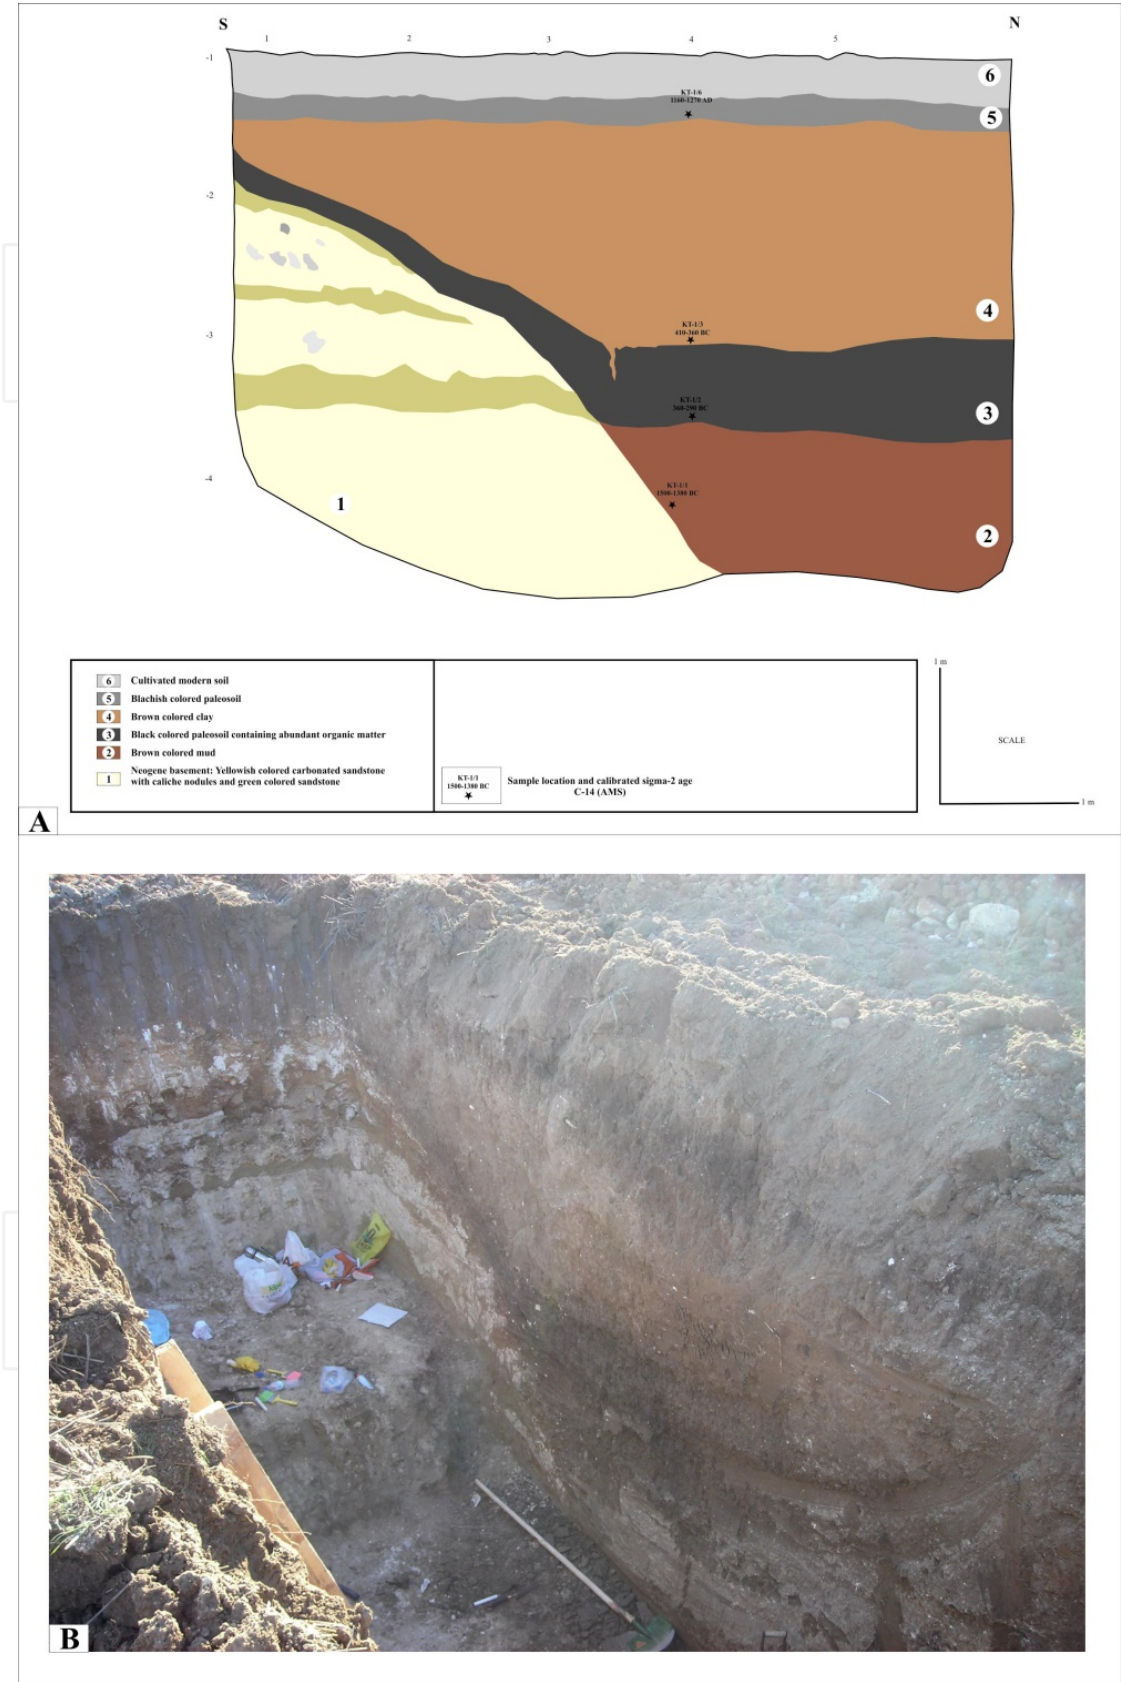 S
N
1
2
3
4
5
-1
6
KT-1/6
1160-1270 AD
5
-2
4
-3
KT-1/3
410-360 BC
KT-1/2
360-290 BC
3
-4
KT-1/1
1500-1380 BC
1
2
6 Cultivated modern soil
5 Blachish colored paleosoil
4 Brown colored clay
3 Black colored paleosoil containing abundant organic matter
2 Brown colored mud
1 Neogene basement: Yellowish colored carbonated sandstone
with caliche nodules and green colored sandstone
KT-1/1
1500-1380 BC
Sample location and calibrated sigma-2 age
C-14 (AMS)
1 m
SCALE
1 m
A
B